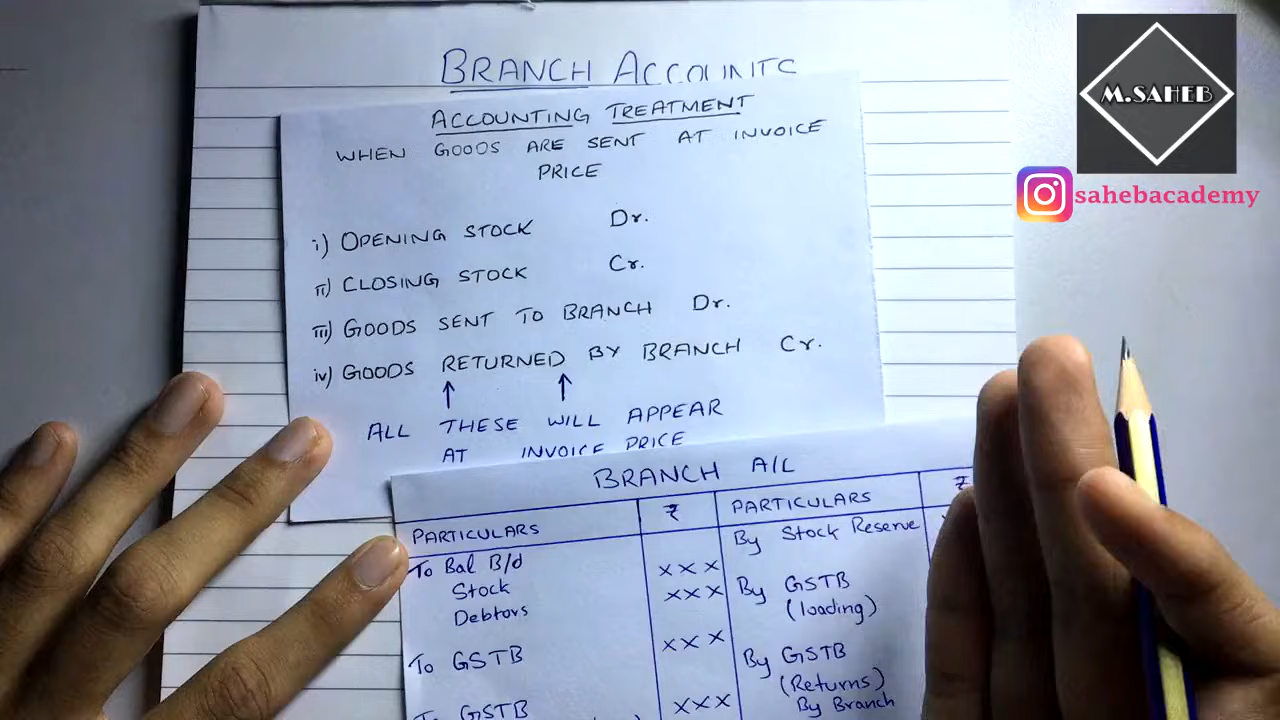 BRANCH ACCOUNTS
ACCOUNTING TREATMENT
WHEN GOODS ARE SENT AT INVOICE
PRICE
i) OPENING STOCK Dr.
ii) CLOSING STOCK Cr.
iii) GOODS SENT TO BRANCH Dr.
iv) GOODS RETURNED BY BRANCH Cr.
ALL THESE WILL APPEAR
AT INVOICE PRICE
BRANCH A/C
PARTICULARS ₹ PARTICULARS ₹
To Bal B/d xxx By Stock Reserve
Stock xxx By GSTB
Debtors (loading)
To GSTB xxx By GSTB
(Returns)
To GSTB xxx By Branch
M.SAHEB
sahebacademy